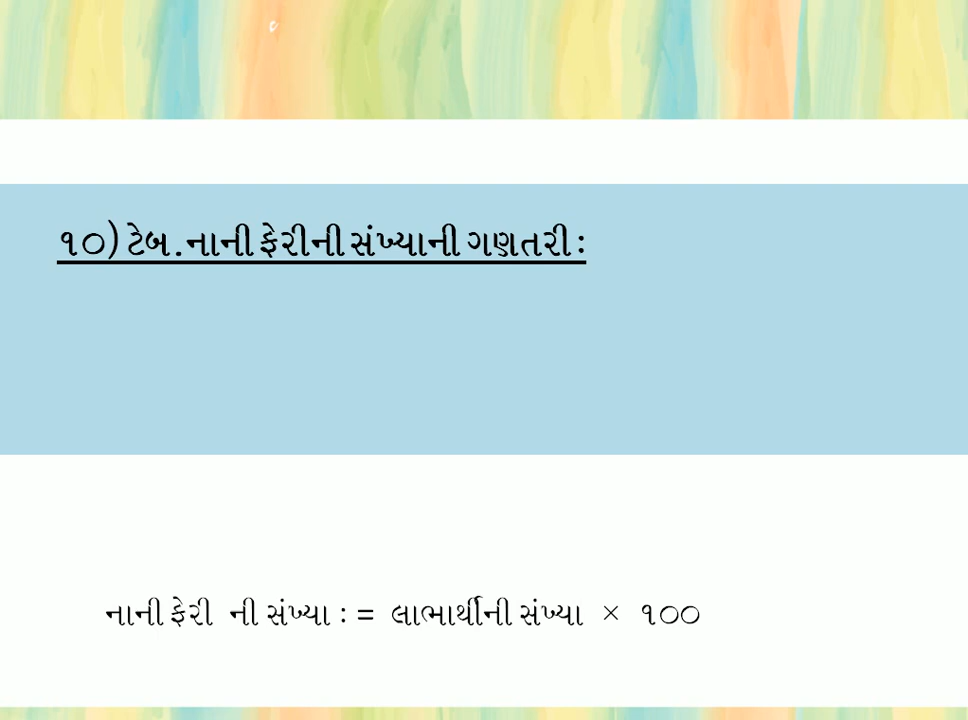 ૧૦) ટેબ.નાની ફેરીની સંખ્યાની ગણતરી :
નાની ફેરી ની સંખ્યા : = લાભાર્થીની સંખ્યા × ૧૦૦